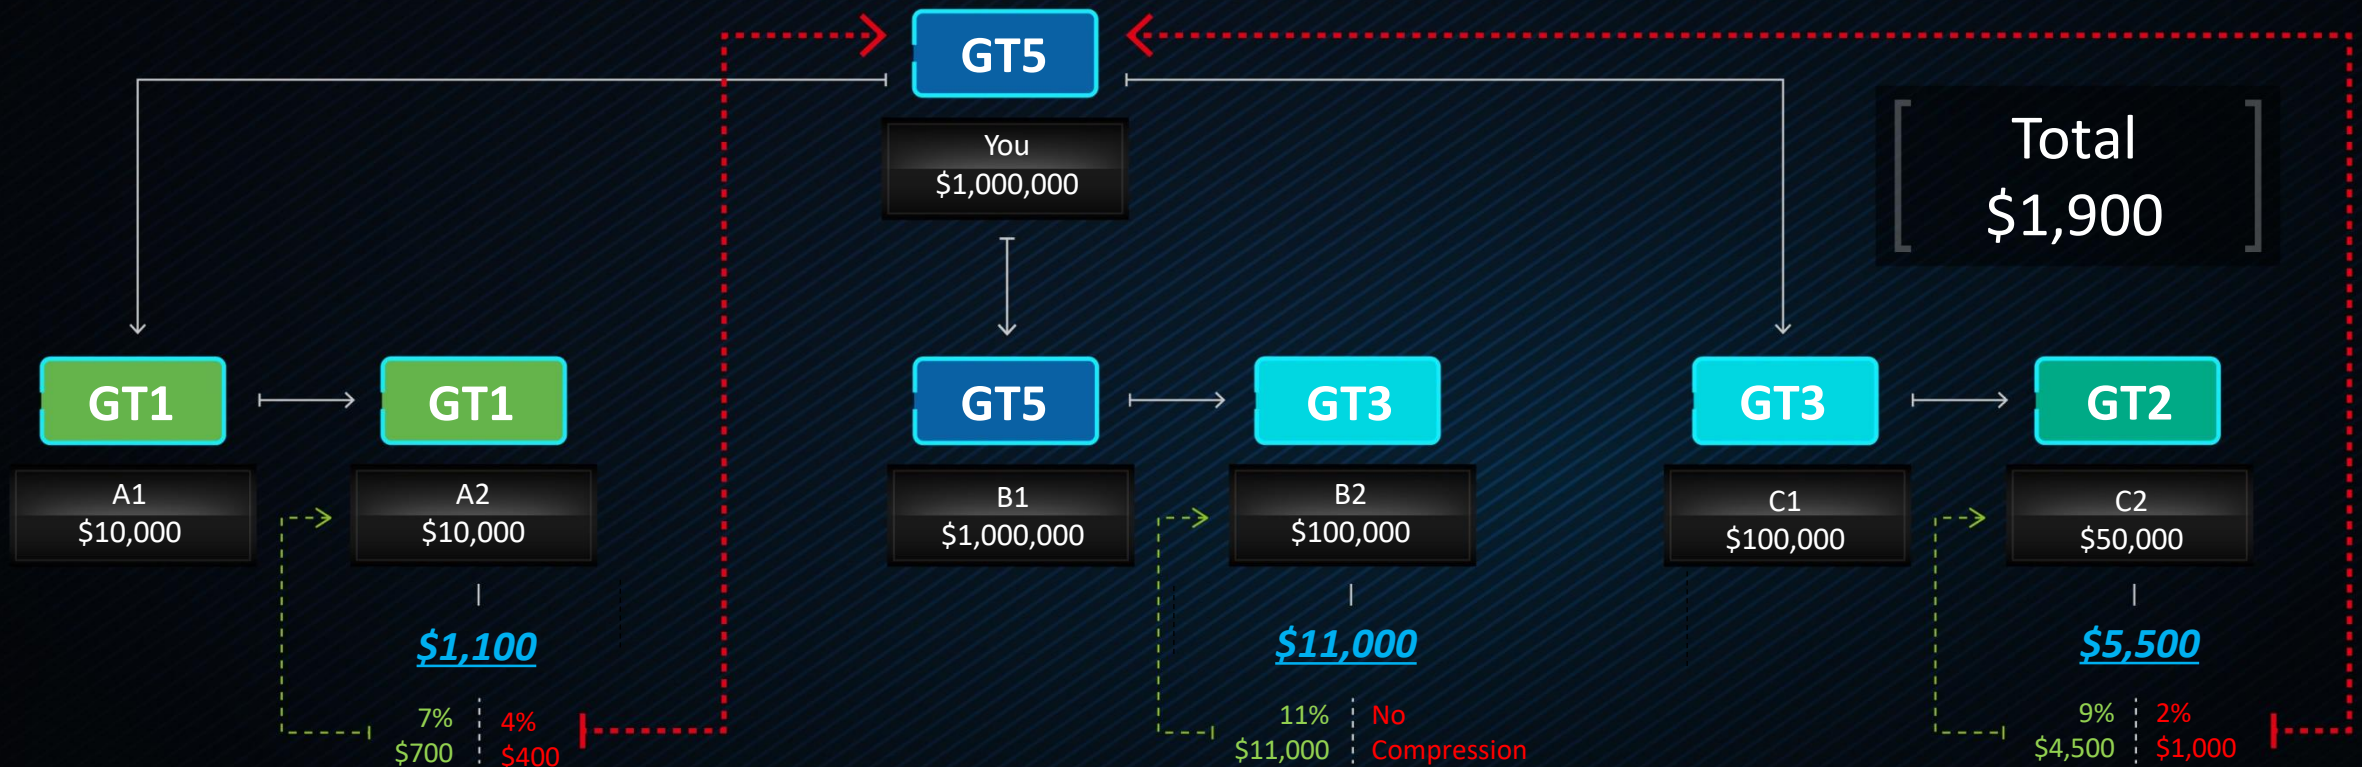 GT5
You
$1,000,000
Total
$1,900
GT1
GT1
GT5
GT3
GT3
GT2
A1
$10,000
A2
$10,000
B1
$1,000,000
B2
$100,000
C1
$100,000
C2
$50,000
$1,100
$11,000
$5,500
7%
$700
4%
$400
11%
$11,000
No
Compression
9%
$4,500
2%
$1,000